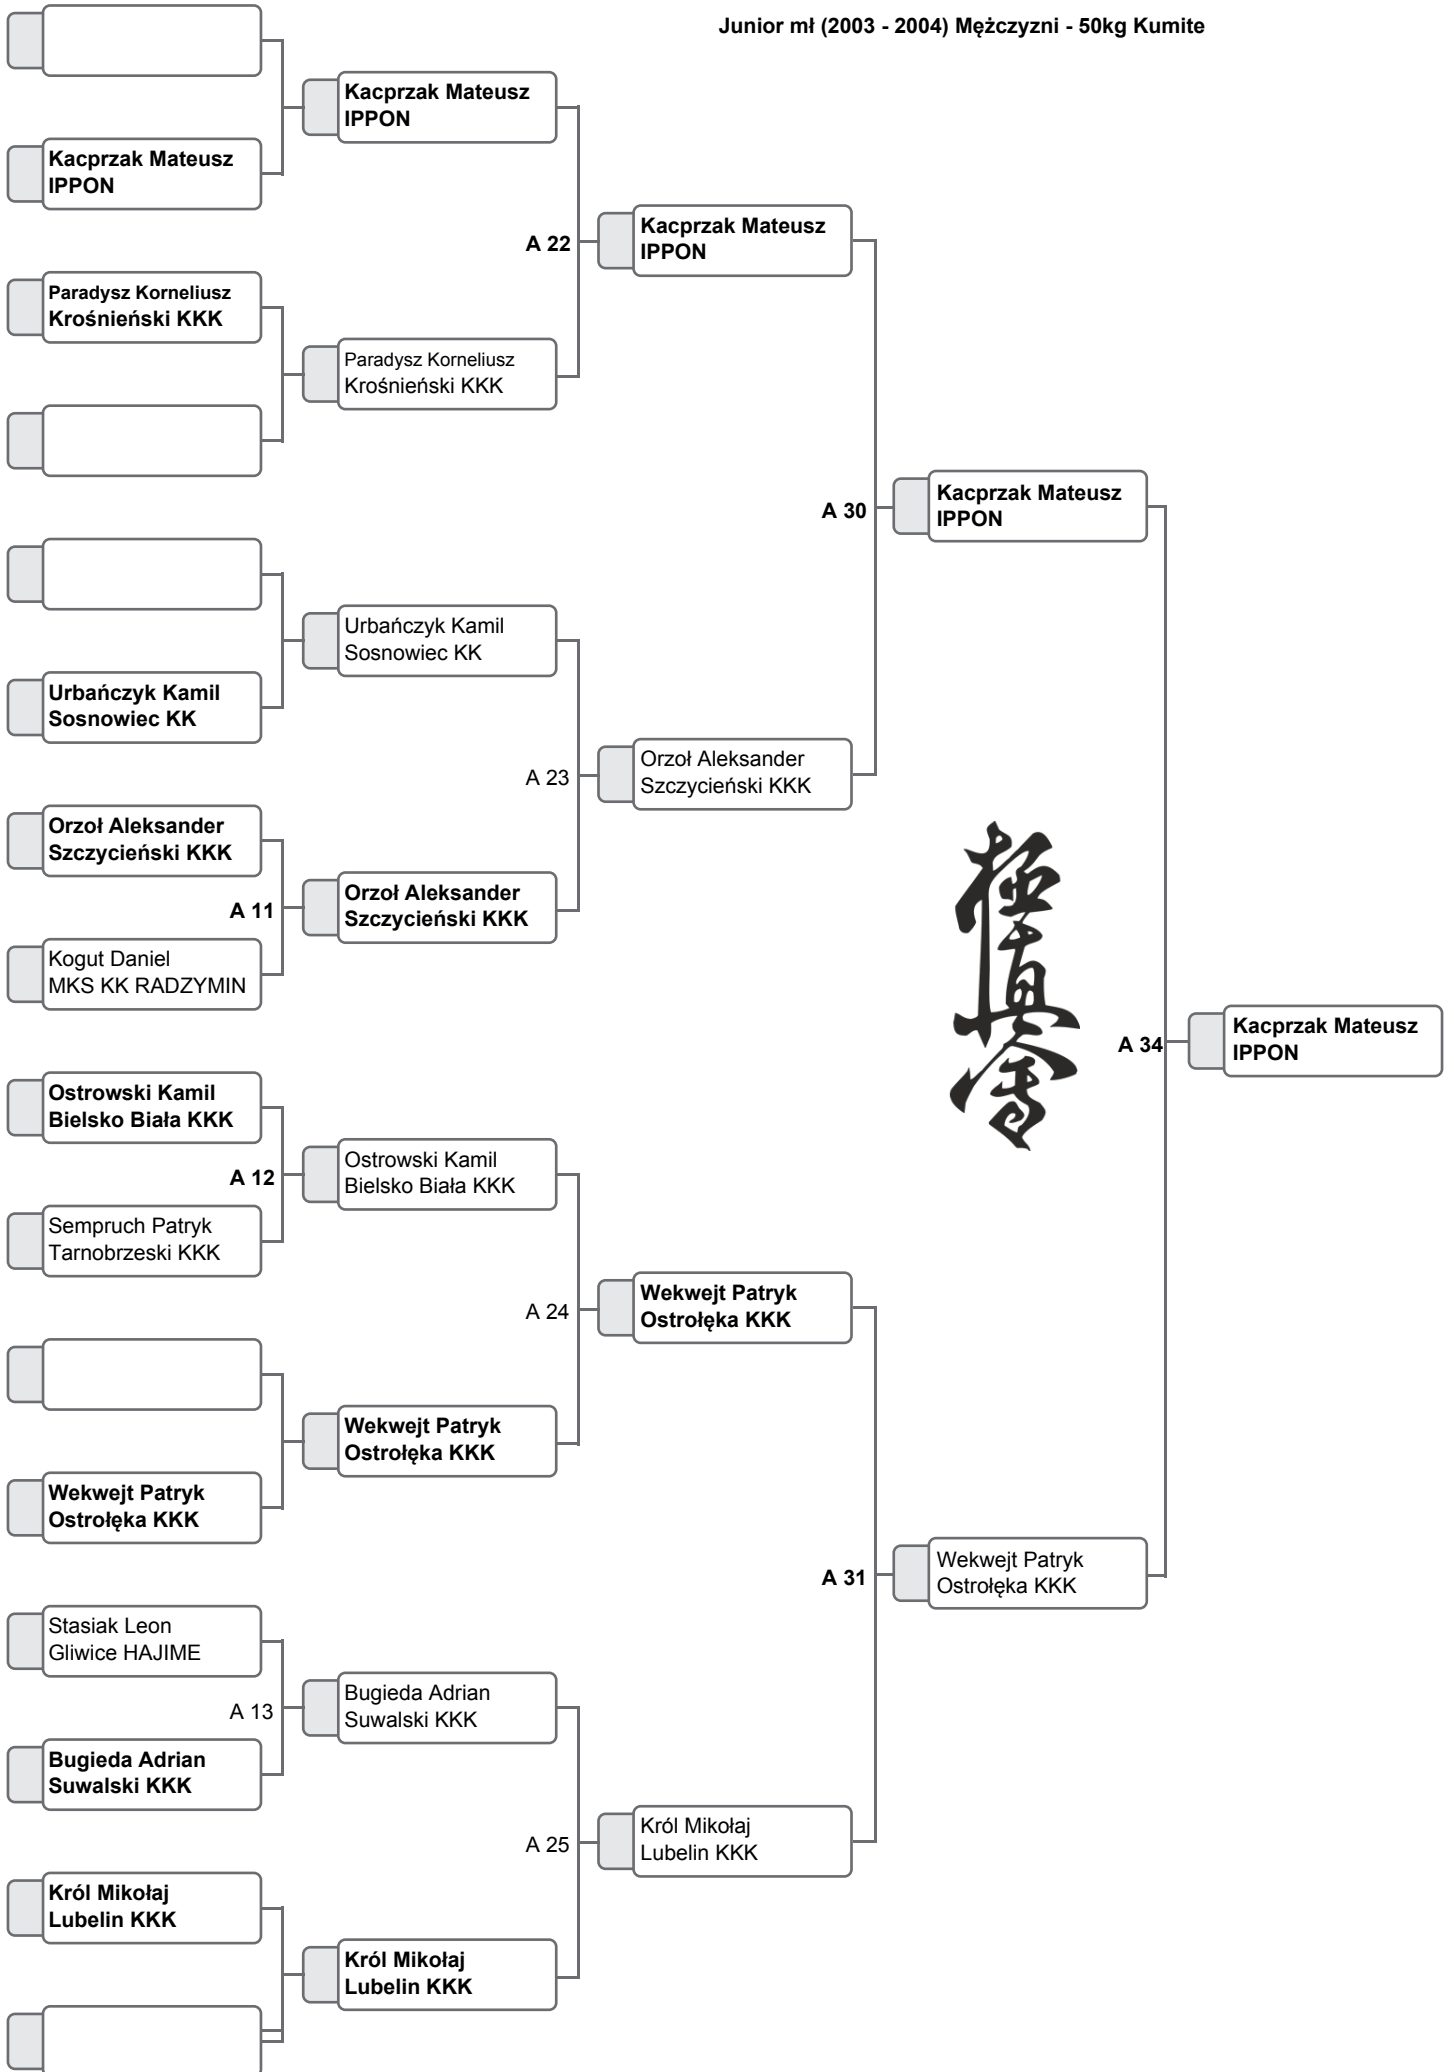 Junior mł (2003 - 2004) Mężczyzni - 50kg Kumite
Kacprzak Mateusz
IPPON
Kacprzak Mateusz
IPPON
Paradysz Korneliusz
Krośnieński KKK
A 22
Kacprzak Mateusz
IPPON
Paradysz Korneliusz
Krośnieński KKK
A 30
Kacprzak Mateusz
IPPON
Urbańczyk Kamil
Sosnowiec KK
Urbańczyk Kamil
Sosnowiec KK
A 23
Orzoł Aleksander
Szczycieński KKK
Orzoł Aleksander
Szczycieński KKK
A 11
Orzoł Aleksander
Szczycieński KKK
Kogut Daniel
MKS KK RADZYMIN
極真會
A 34
Kacprzak Mateusz
IPPON
Ostrowski Kamil
Bielsko Biała KKK
A 12
Ostrowski Kamil
Bielsko Biała KKK
Sempruch Patryk
Tarnobrzeski KKK
A 24
Wekwejt Patryk
Ostrołęka KKK
Wekwejt Patryk
Ostrołęka KKK
Wekwejt Patryk
Ostrołęka KKK
A 31
Wekwejt Patryk
Ostrołęka KKK
Stasiak Leon
Gliwice HAJIME
A 13
Bugieda Adrian
Suwalski KKK
Bugieda Adrian
Suwalski KKK
A 25
Król Mikołaj
Lubelin KKK
Król Mikołaj
Lubelin KKK
Król Mikołaj
Lubelin KKK